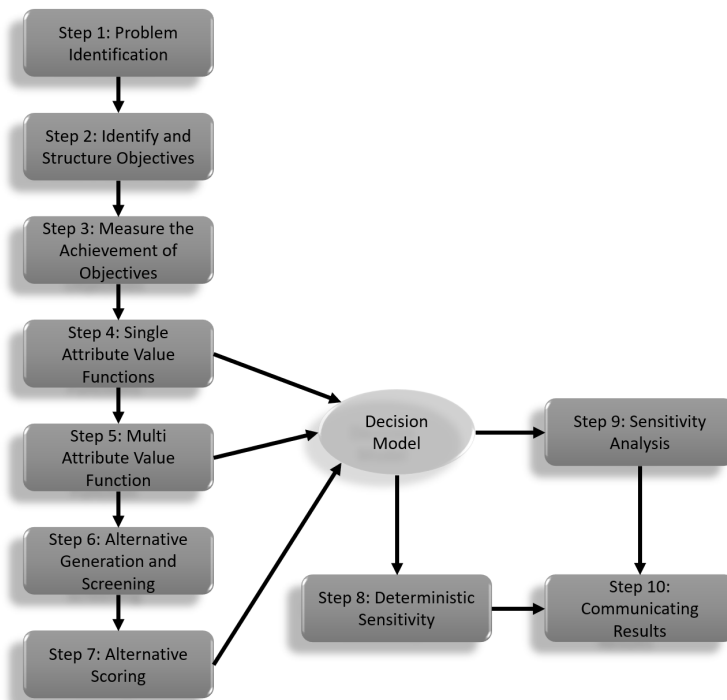 Step 1: Problem
Identification
Step 2: Identify and
Structure Objectives
Step 3: Measure the
Achievement of
Objectives
Step 4: Single
Attribute Value
Functions
Step 5: Multi
Attribute Value
Function
Step 6: Alternative
Generation and
Screening
Step 7: Alternative
Scoring
Decision
Model
Step 8: Deterministic
Sensitivity
Step 9: Sensitivity
Analysis
Step 10:
Communicating
Results